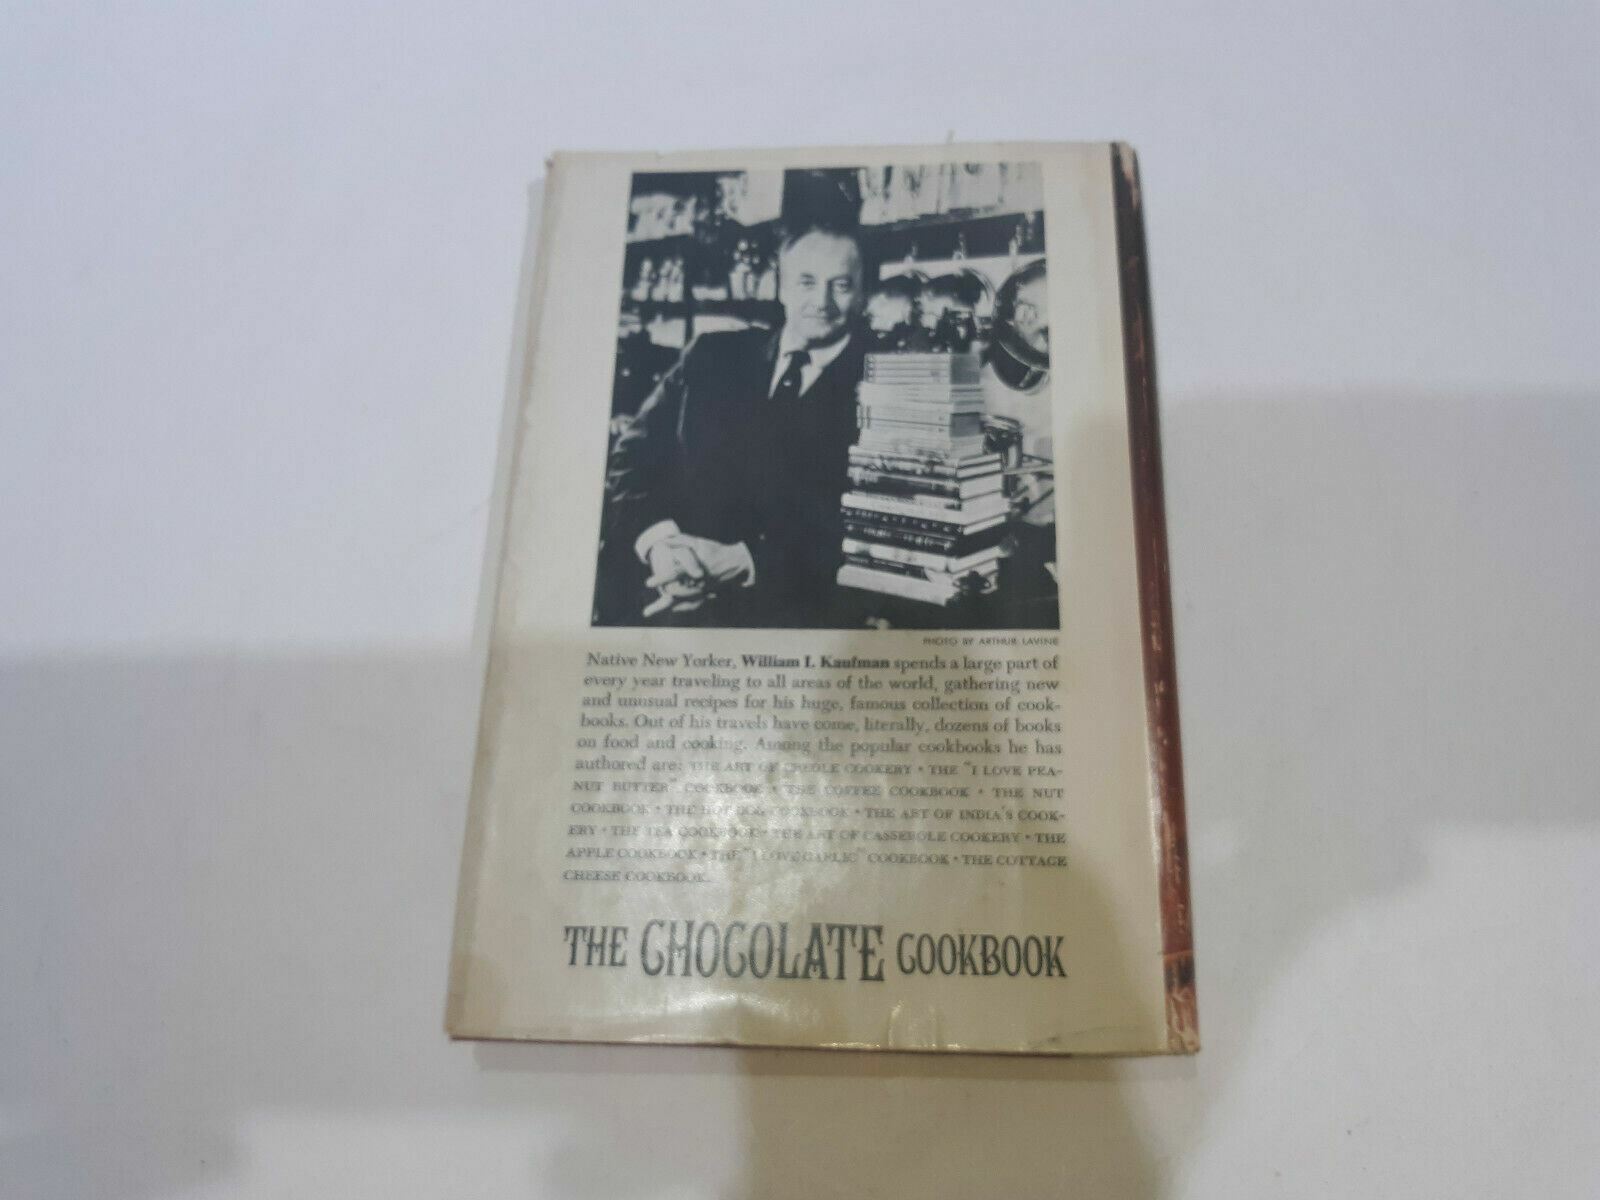 PHOTO BY ARTHUR LAVINE
Native New Yorker, William I. Kaufman spends a large part of
every year traveling to all areas of the world, gathering new
and unusual recipes for his huge, famous collection of cook-
books. Out of his travels have come, literally, dozens of books
on food and cooking. Among the popular cookbooks he has
authored are: THE ART OF CREOLE COOKERY • THE "I LOVE PEA-
NUT BUTTER" COOKBOOK • THE COFFEE COOKBOOK • THE NUT
COOKBOOK • THE HOT DOG COOKBOOK • THE ART OF INDIA'S COOK-
ERY • THE TEA COOKBOOK • THE ART OF CASSEROLE COOKERY • THE
APPLE COOKBOOK • THE "I LOVE GARLIC" COOKBOOK • THE COTTAGE
CHEESE COOKBOOK.
THE CHOCOLATE COOKBOOK